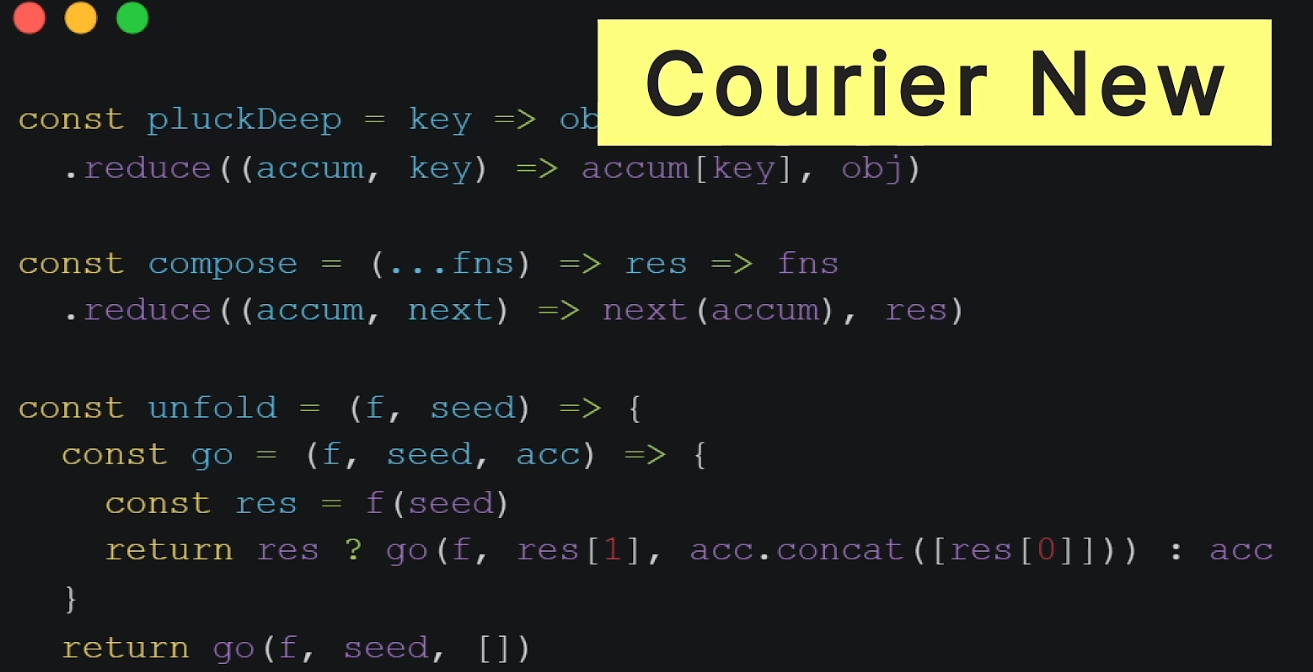 Courier New
const pluckDeep = key => ob
  .reduce((accum, key) => accum[key], obj)
const compose = (...fns) => res => fns
  .reduce((accum, next) => next(accum), res)
const unfold = (f, seed) => {
  const go = (f, seed, acc) => {
    const res = f(seed)
    return res ? go(f, res[1], acc.concat([res[0]])) : acc
  }
  return go(f, seed, [])